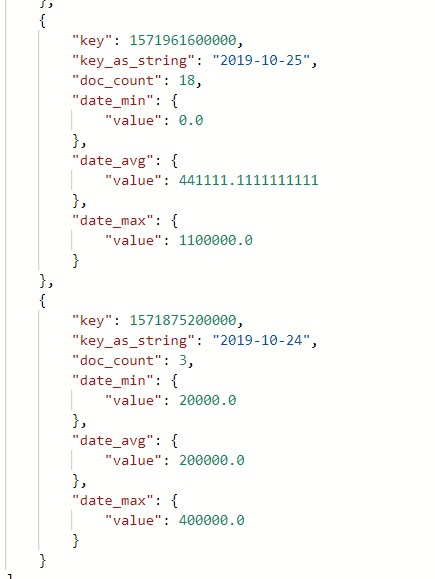 },
{
"key": 1571961600000,
"key_as_string": "2019-10-25",
"doc_count": 18,
"date_min": {
"value": 0.0
},
"date_avg": {
"value": 441111.1111111111
},
"date_max": {
"value": 1100000.0
}
},
{
"key": 1571875200000,
"key_as_string": "2019-10-24",
"doc_count": 3,
"date_min": {
"value": 20000.0
},
"date_avg": {
"value": 200000.0
},
"date_max": {
"value": 400000.0
}
}
]